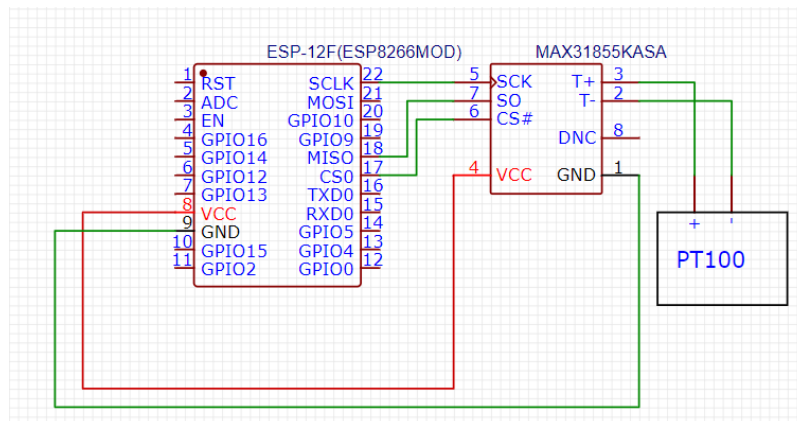 ESP-12F(ESP8266MOD)
1 RST SCLK 22
2 ADC MOSI 21
3 EN GPIO10 20
4 GPIO16 GPIO9 19
5 GPIO14 MISO 18
6 GPIO12 CS0 17
7 GPIO13 TXD0 16
8 VCC RXD0 15
9 GND GPIO5 14
10 GPIO15 GPIO4 13
11 GPIO2 GPIO0 12
MAX31855KASA
5 SCK T+ 3
7 SO T- 2
6 CS#
DNC 8
4 VCC GND 1
+ -
PT100